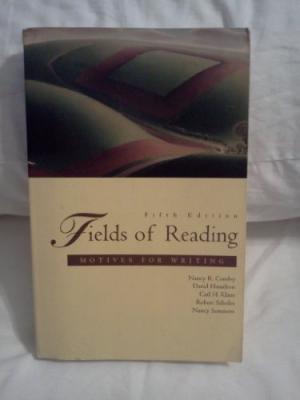 Fifth Edition
Fields of Reading
MOTIVES FOR WRITING
Nancy R. Comley
David Hamilton
Carl H. Klaus
Robert Scholes
Nancy Sommers